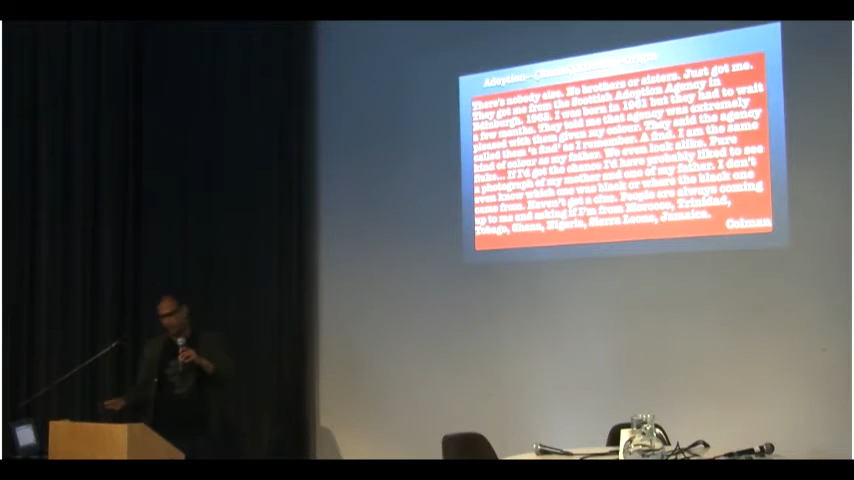 Adoption
There's nobody else. No brothers or sisters. Just got me.
They got me from the Scottish Adoption Agency in
Edinburgh, 1962. I was born in 1961 but they had to wait
a few months. They told me that agency was extremely
pleased with them given my colour. They said the agency
called them 'a find' as I remember. A find. I am the same
kind of colour as my father. We even look alike. Pure
fluke... If I'd got the chance I'd have probably liked to see
a photograph of my mother and one of my father. I don't
even know which one was black or where the black one
came from. Haven't got a clue. People are always coming
up to me and asking if I'm from Morocco, Trinidad,
Tobago, Ghana, Nigeria, Sierra Leone, Jamaica.
Colman